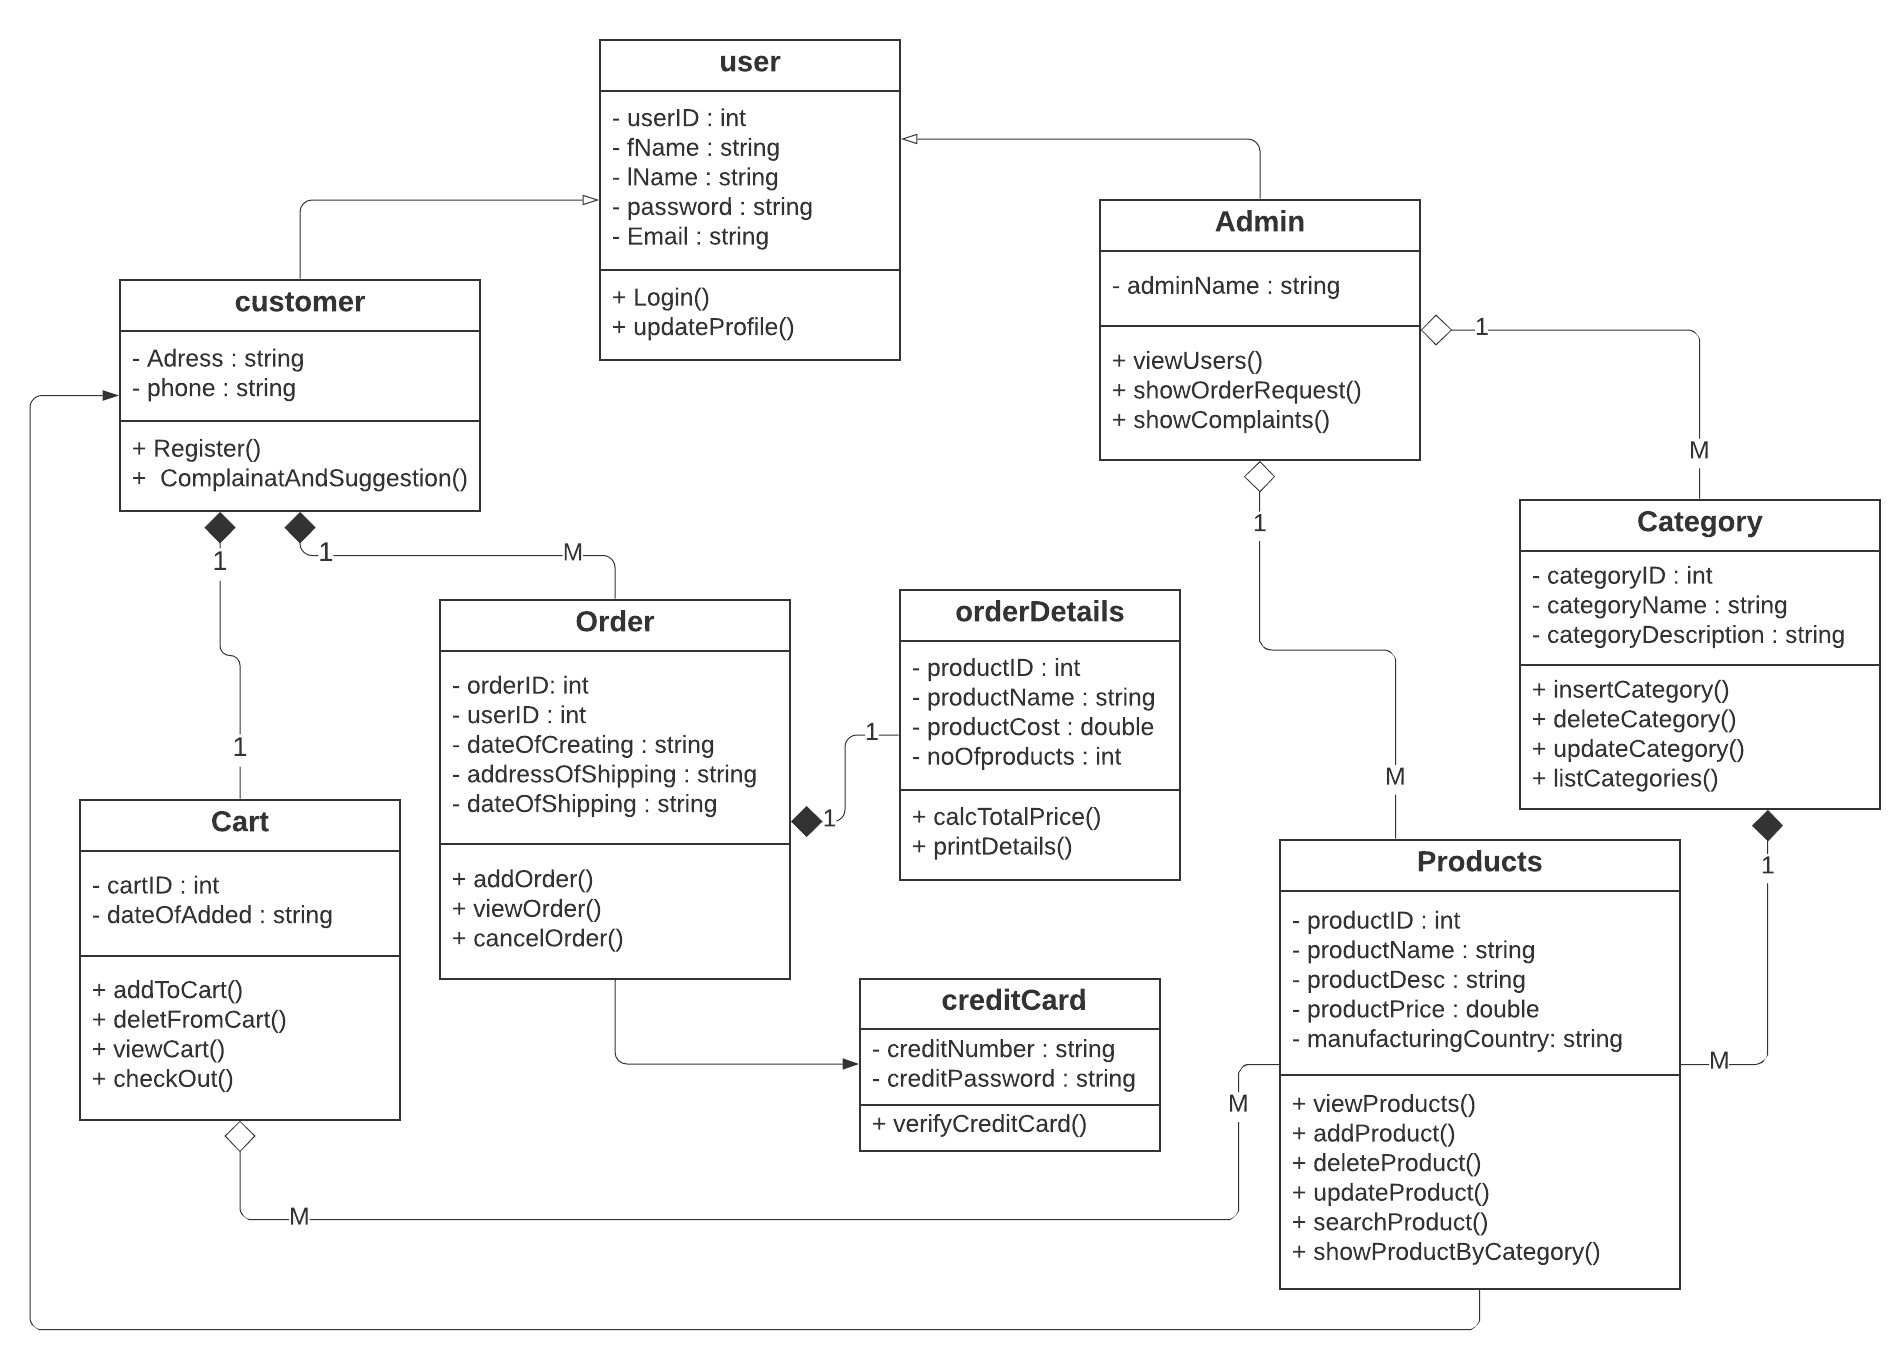 user
- userID : int
- fName : string
- lName : string
- password : string
- Email : string
+ Login()
+ updateProfile()
Admin
- adminName : string
+ viewUsers()
+ showOrderRequest()
+ showComplaints()
customer
- Adress : string
- phone : string
+ Register()
+  ComplainatAndSuggestion()
1
M
1
1
M
1
1
M
Category
- categoryID : int
- categoryName : string
- categoryDescription : string
+ insertCategory()
+ deleteCategory()
+ updateCategory()
+ listCategories()
Order
- orderID: int
- userID : int
- dateOfCreating : string
- addressOfShipping : string
- dateOfShipping : string
+ addOrder()
+ viewOrder()
+ cancelOrder()
1
1
orderDetails
- productID : int
- productName : string
- productCost : double
- noOfproducts : int
+ calcTotalPrice()
+ printDetails()
Cart
- cartID : int
- dateOfAdded : string
+ addToCart()
+ deletFromCart()
+ viewCart()
+ checkOut()
creditCard
- creditNumber : string
- creditPassword : string
+ verifyCreditCard()
Products
- productID : int
- productName : string
- productDesc : string
- productPrice : double
- manufacturingCountry: string
+ viewProducts()
+ addProduct()
+ deleteProduct()
+ updateProduct()
+ searchProduct()
+ showProductByCategory()
1
M
M
M